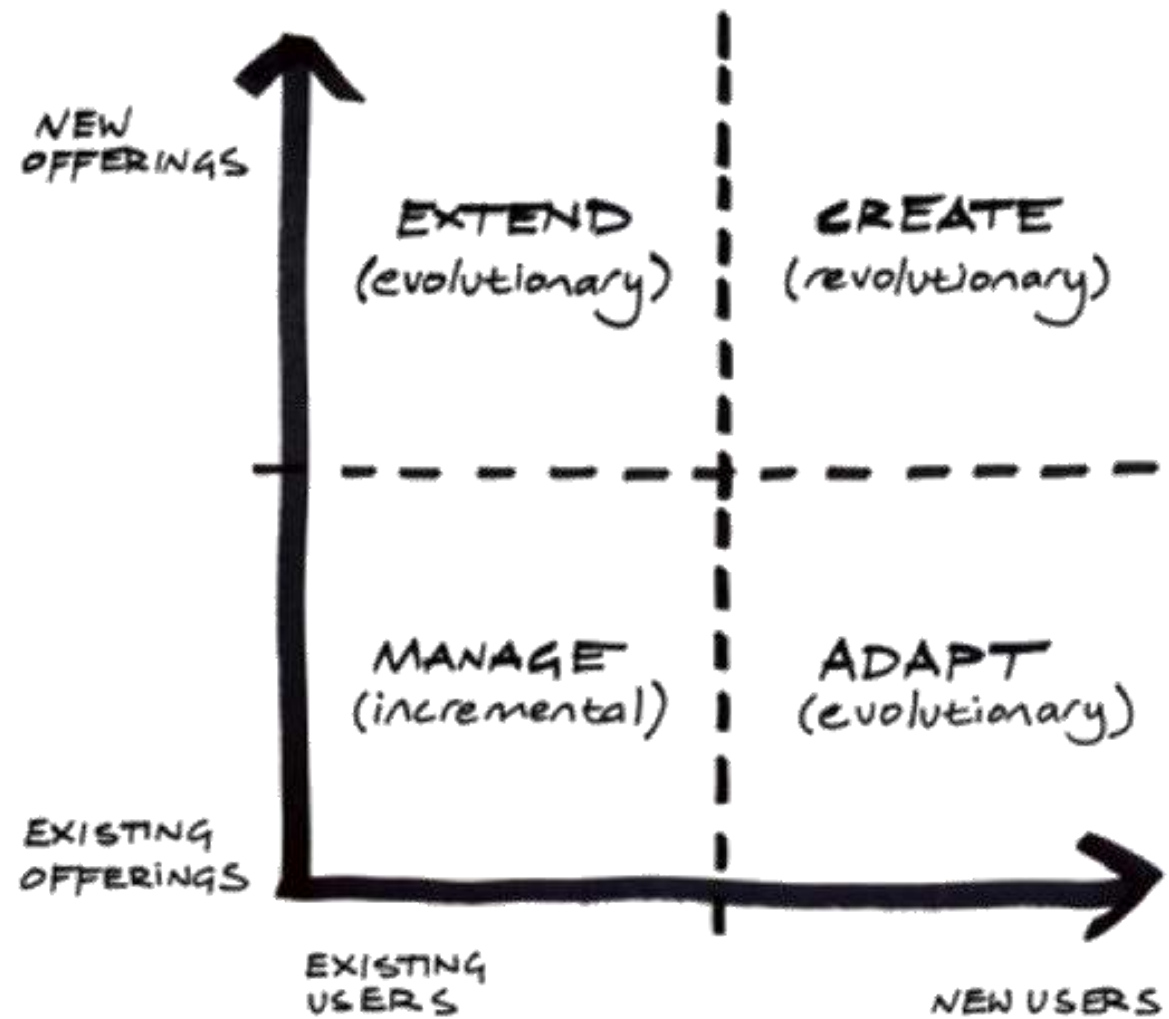 NEW
OFFERINGS
EXTEND
(evolutionary)
CREATE
(revolutionary)
MANAGE
(incremental)
ADAPT
(evolutionary)
EXISTING
OFFERINGS
EXISTING
USERS
NEW USERS